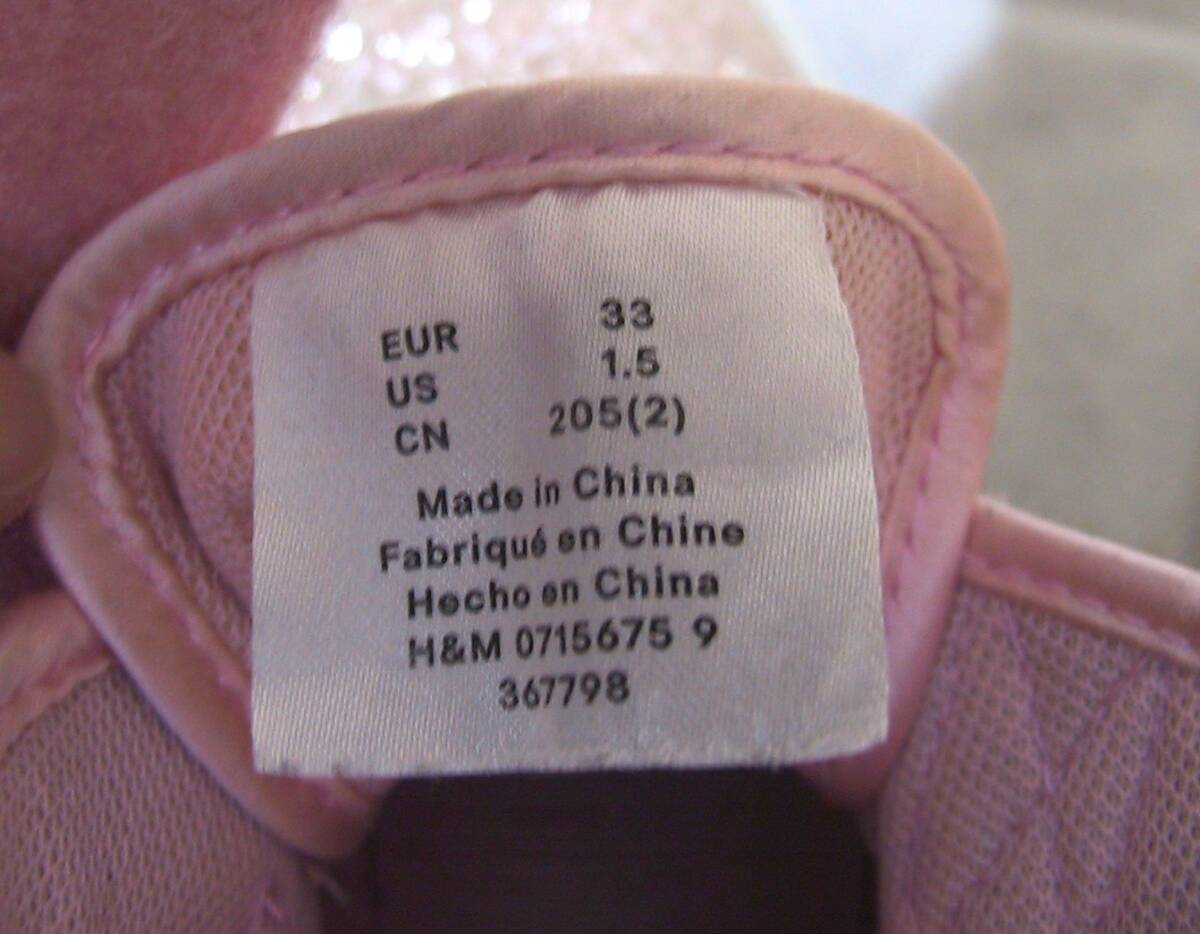 EUR 33
US 1.5
CN 205(2)
Made in China
Fabriqué en Chine
Hecho en China
H&M 0715675 9
367798